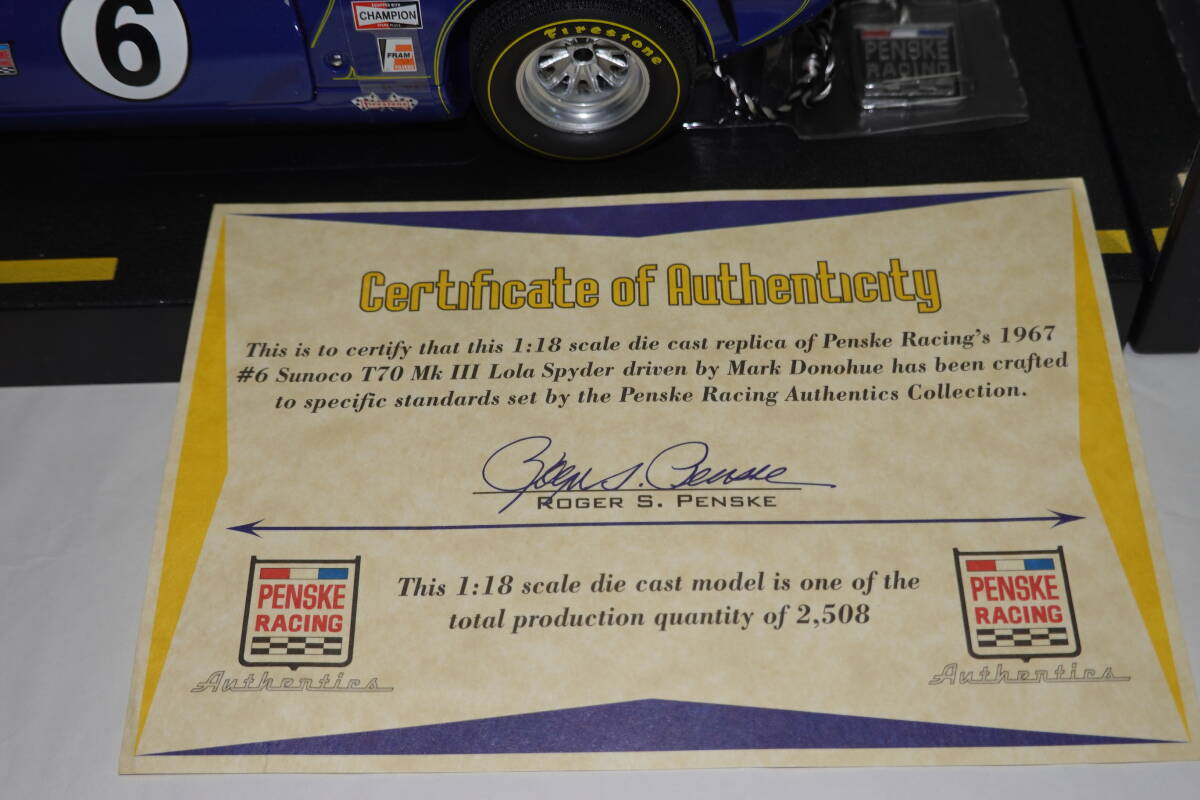 6
CHAMPION
FRAM
FILTERS
Firestone
Firestone
PENSKE
RACING
Certificate of Authenticity
This is to certify that this 1:18 scale die cast replica of Penske Racing's 1967
#6 Sunoco T70 Mk III Lola Spyder driven by Mark Donohue has been crafted
to specific standards set by the Penske Racing Authentics Collection.
Roger S. Penske
ROGER S. PENSKE
PENSKE
RACING
Authentics
This 1:18 scale die cast model is one of the
total production quantity of 2,508
PENSKE
RACING
Authentics